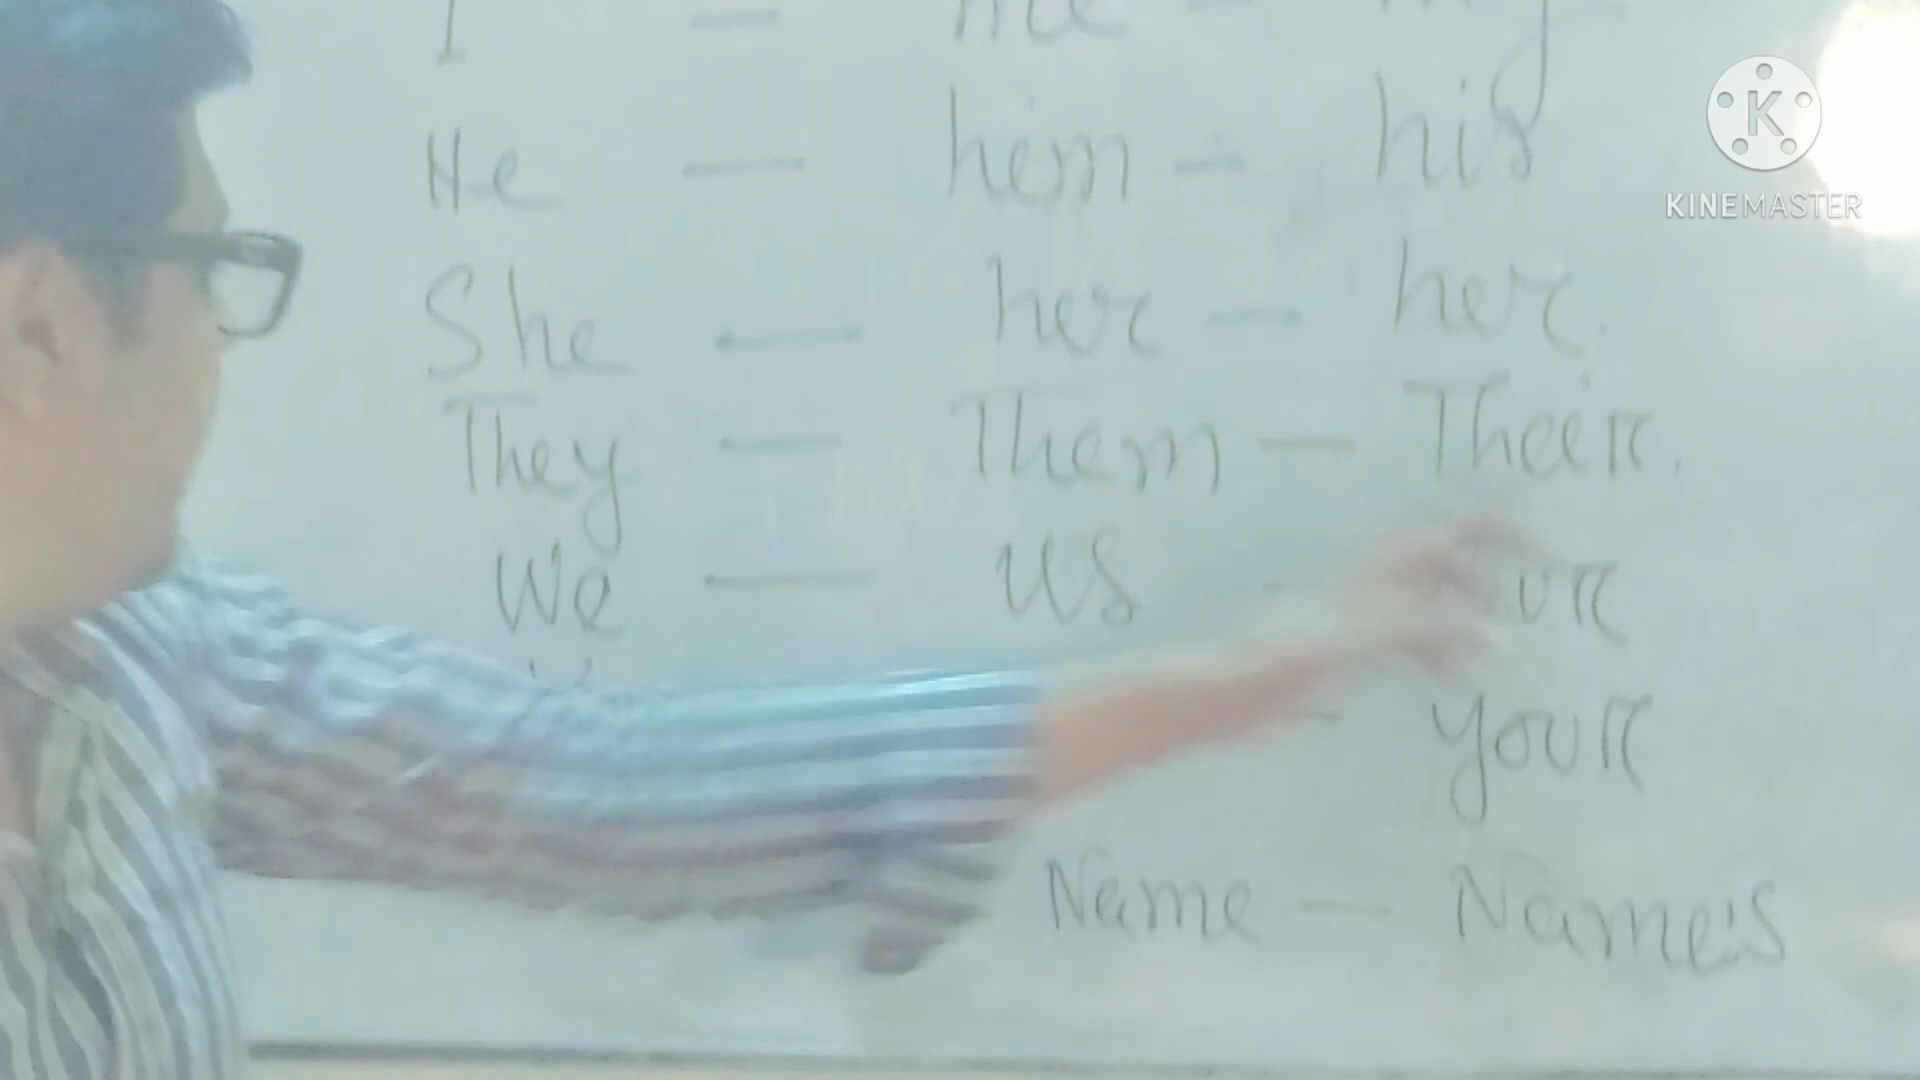 I — me — my
He — him — his
She — her — her.
They — Them — Their.
We — us — our
— your
Name — Name's
KINEMASTER